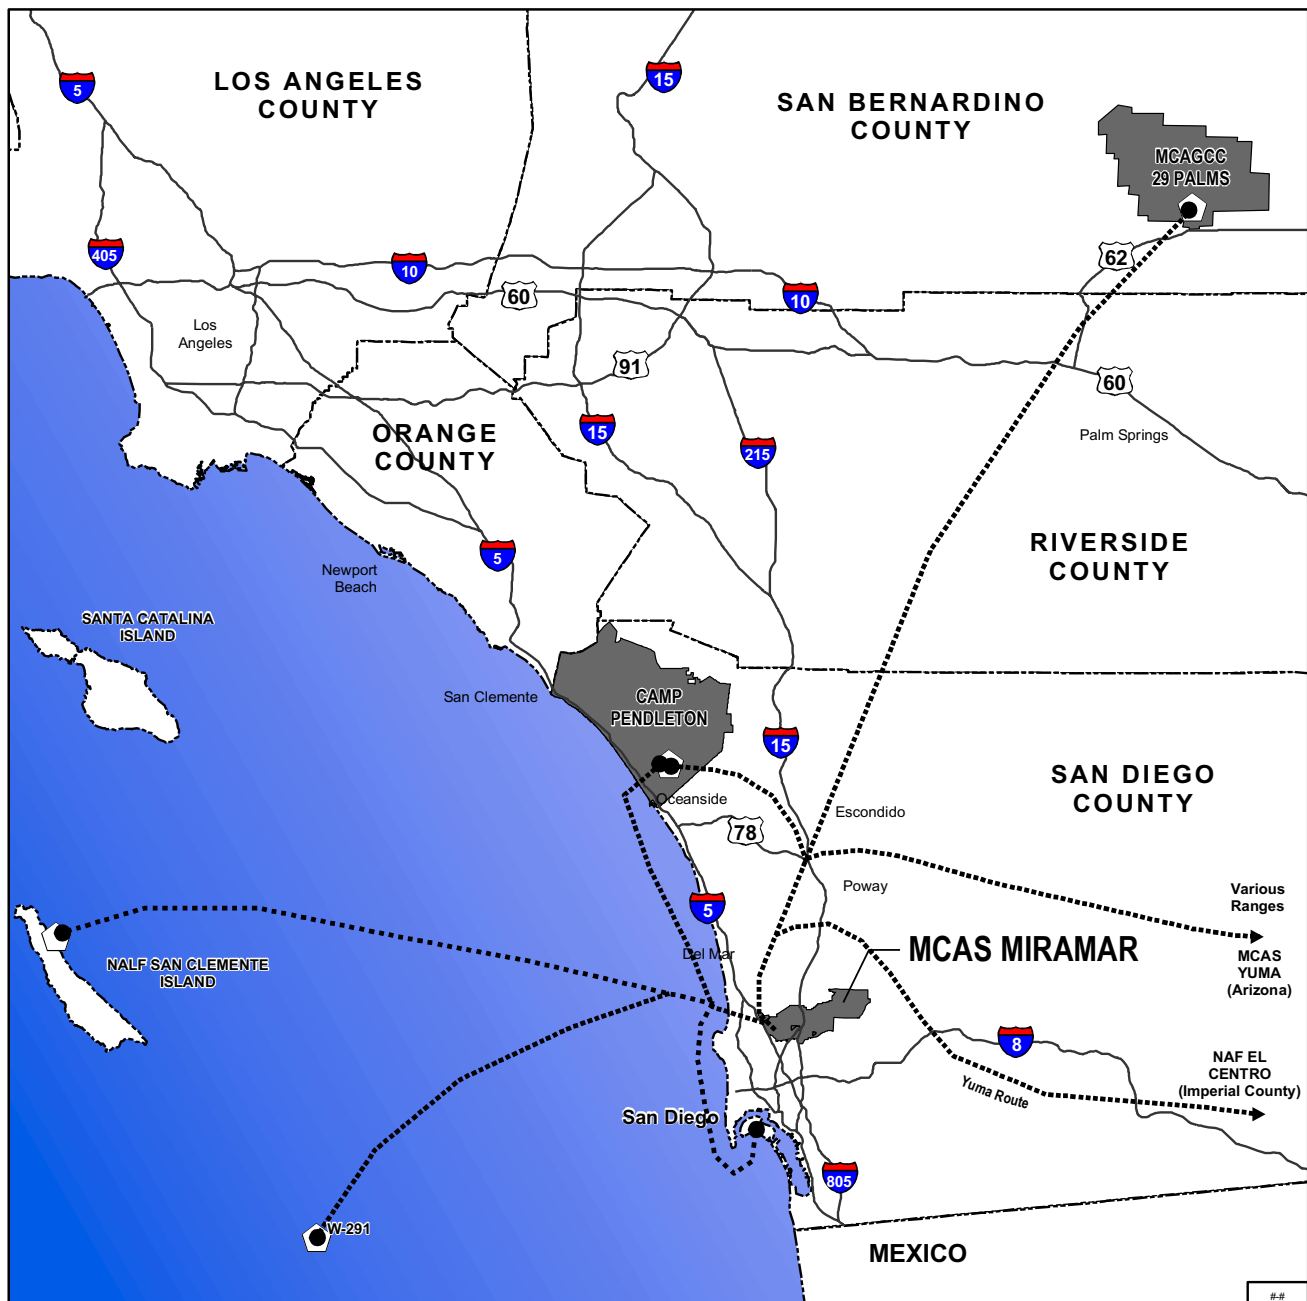 LOS ANGELES
COUNTY
5
15
SAN BERNARDINO
COUNTY
MCAGCC
29 PALMS
405
10
62
60
10
Los
Angeles
91
60
ORANGE
COUNTY
15
215
Palm Springs
5
Newport
Beach
RIVERSIDE
COUNTY
SANTA CATALINA
ISLAND
San Clemente
CAMP
PENDLETON
15
SAN DIEGO
COUNTY
Oceanside
Escondido
78
Poway
Various
Ranges
5
Del Mar
MCAS MIRAMAR
MCAS
YUMA
(Arizona)
NALF SAN CLEMENTE
ISLAND
8
NAF EL
CENTRO
(Imperial County)
Yuma Route
San Diego
805
W-291
MEXICO
##